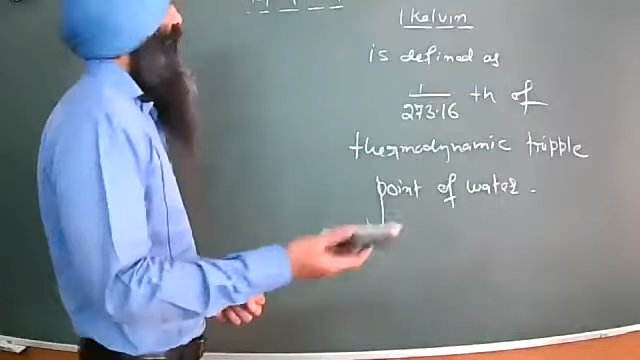 1 kelvin
is defined as
1/273.16 th of
thermodynamic tripple
point of water.